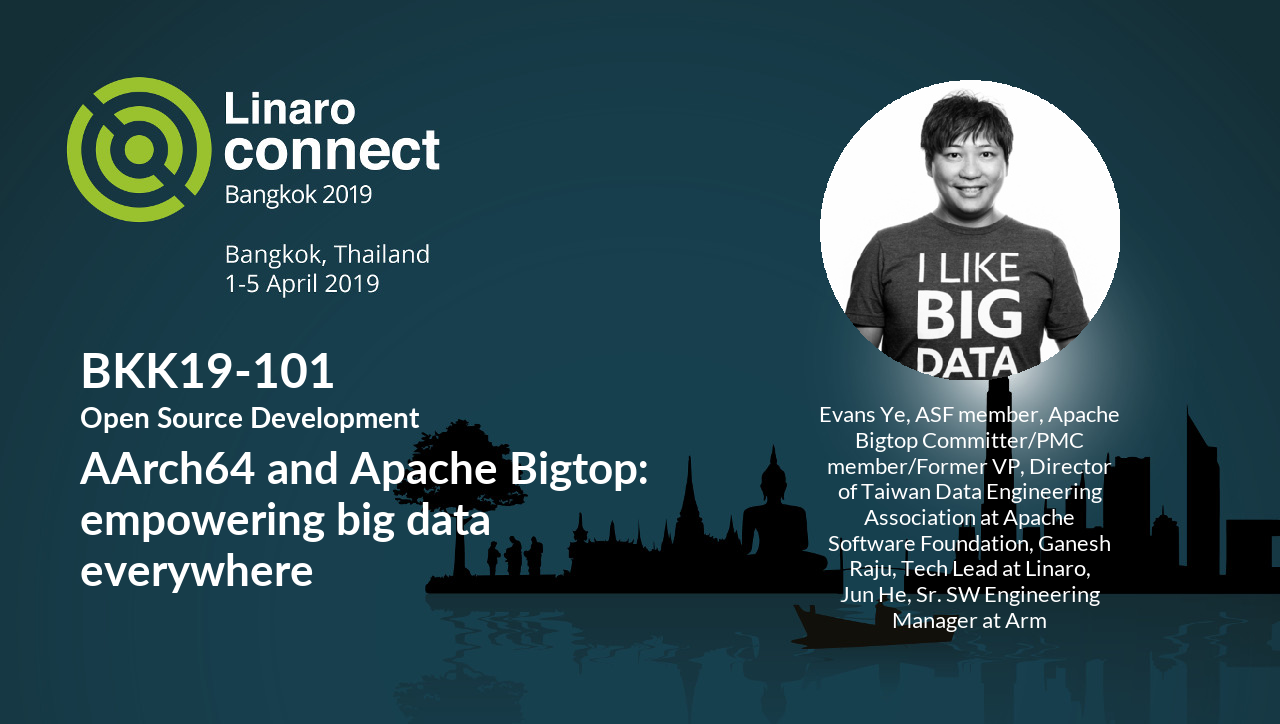 Linaro
connect
Bangkok 2019
Bangkok, Thailand
1-5 April 2019
BKK19-101
Open Source Development
AArch64 and Apache Bigtop:
empowering big data
everywhere
I LIKE
BIG
DATA
Evans Ye, ASF member, Apache
Bigtop Committer/PMC
member/Former VP, Director
of Taiwan Data Engineering
Association at Apache
Software Foundation, Ganesh
Raju, Tech Lead at Linaro,
Jun He, Sr. SW Engineering
Manager at Arm